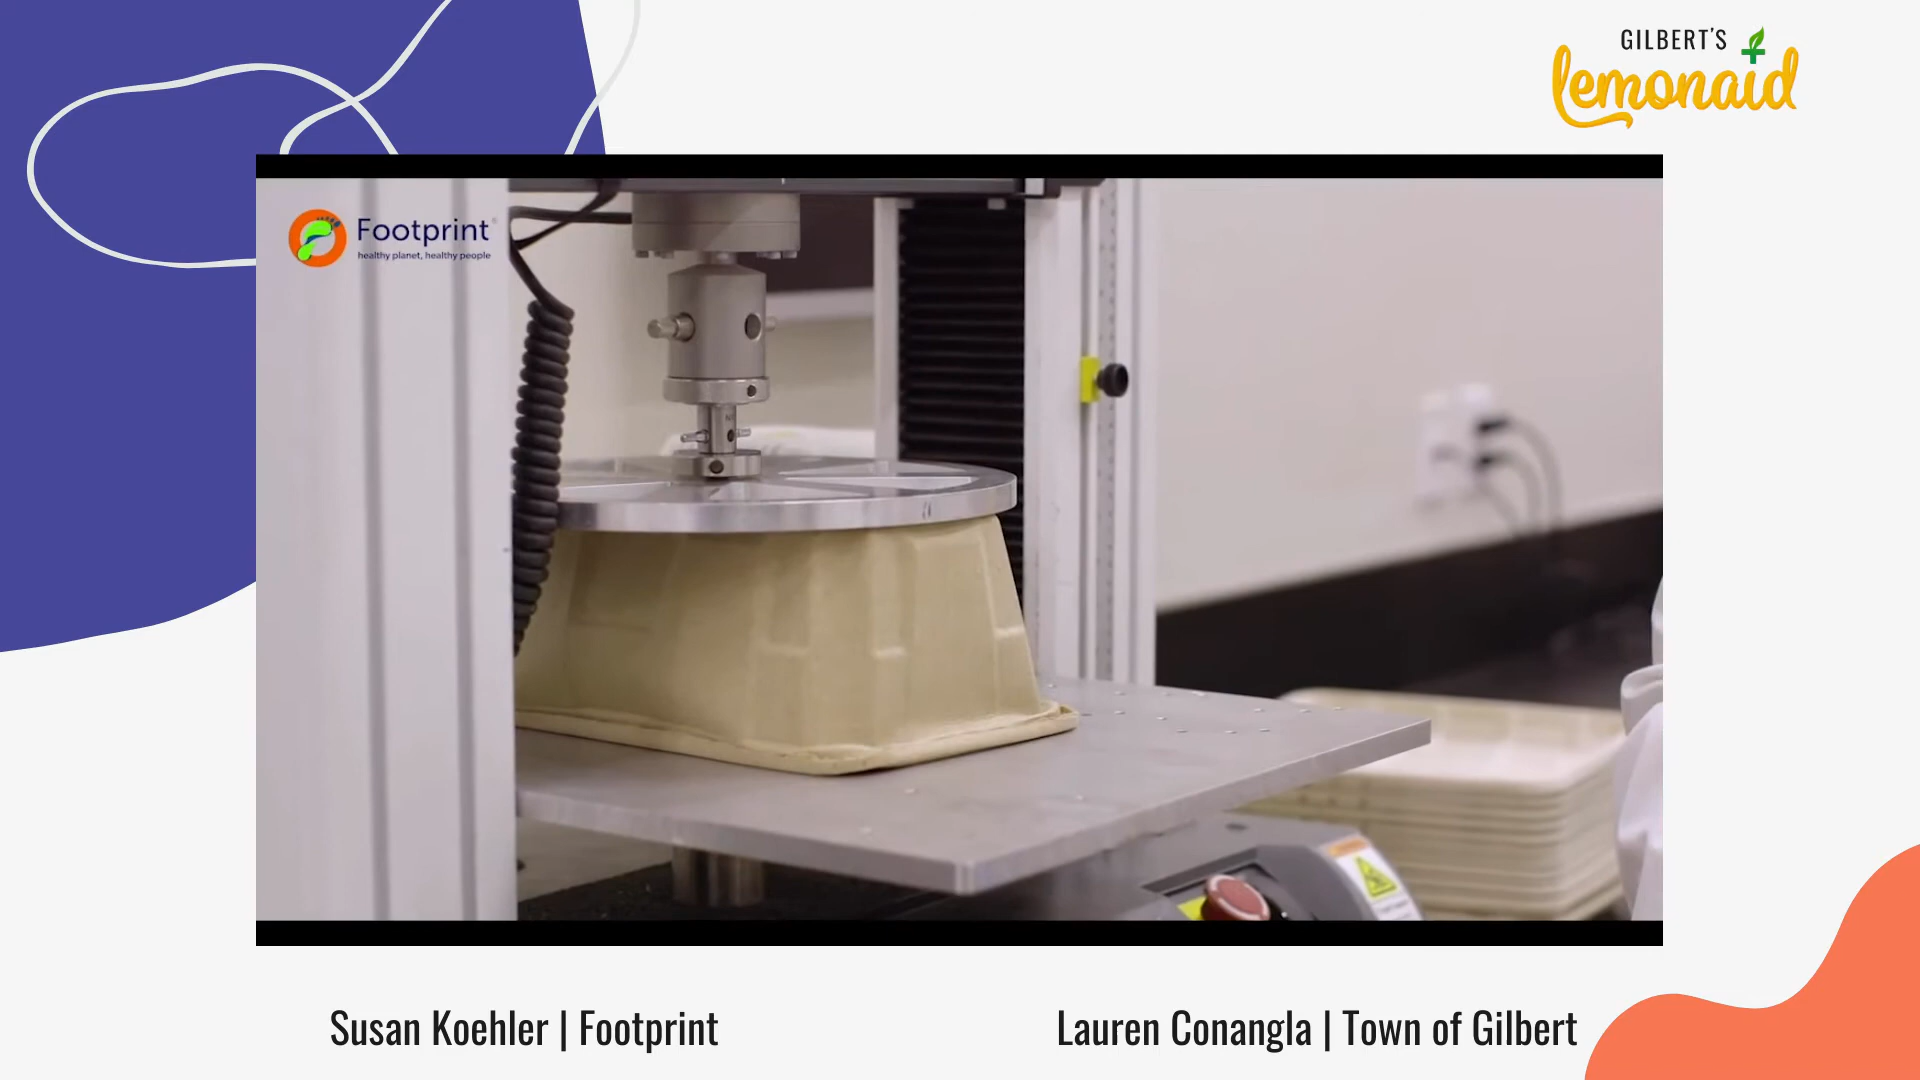 GILBERT'S
lemonaid
Footprint
healthy planet, healthy people
Susan Koehler | Footprint
Lauren Conangla | Town of Gilbert